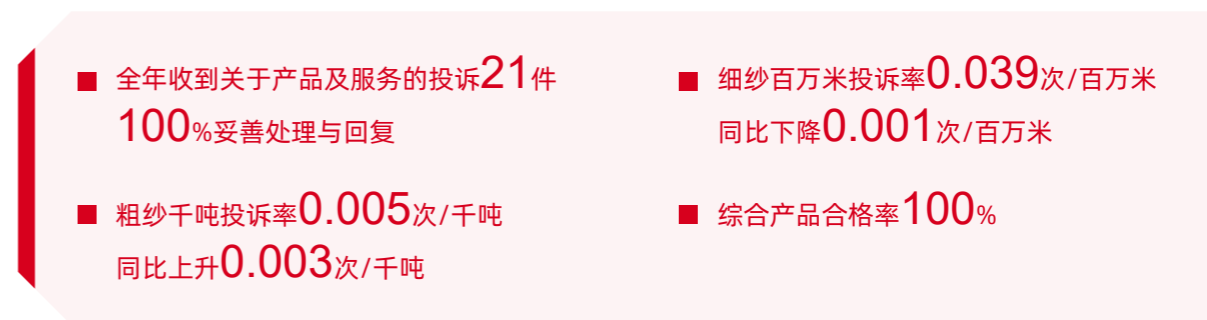 全年收到关于产品及服务的投诉21件
100%妥善处理与回复
粗纱千吨投诉率0.005次/千吨
同比上升0.003次/千吨
细纱百万米投诉率0.039次/百万米
同比下降0.001次/百万米
综合产品合格率100%